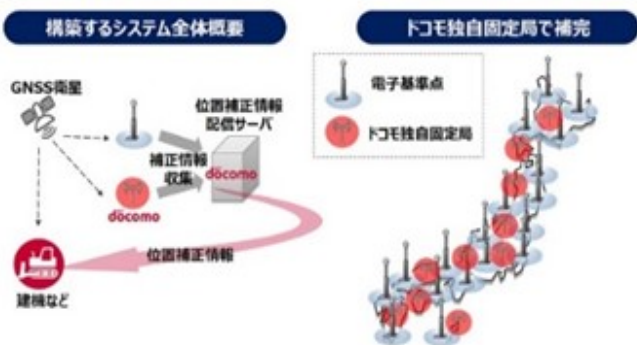 構築するシステム全体概要
GNSS衛星
位置補正情報
配信サーバ
補正情報
収集
döcomo
döcomo
位置補正情報
建機など
ドコモ独自固定局で補完
電子基準点
ドコモ独自固定局